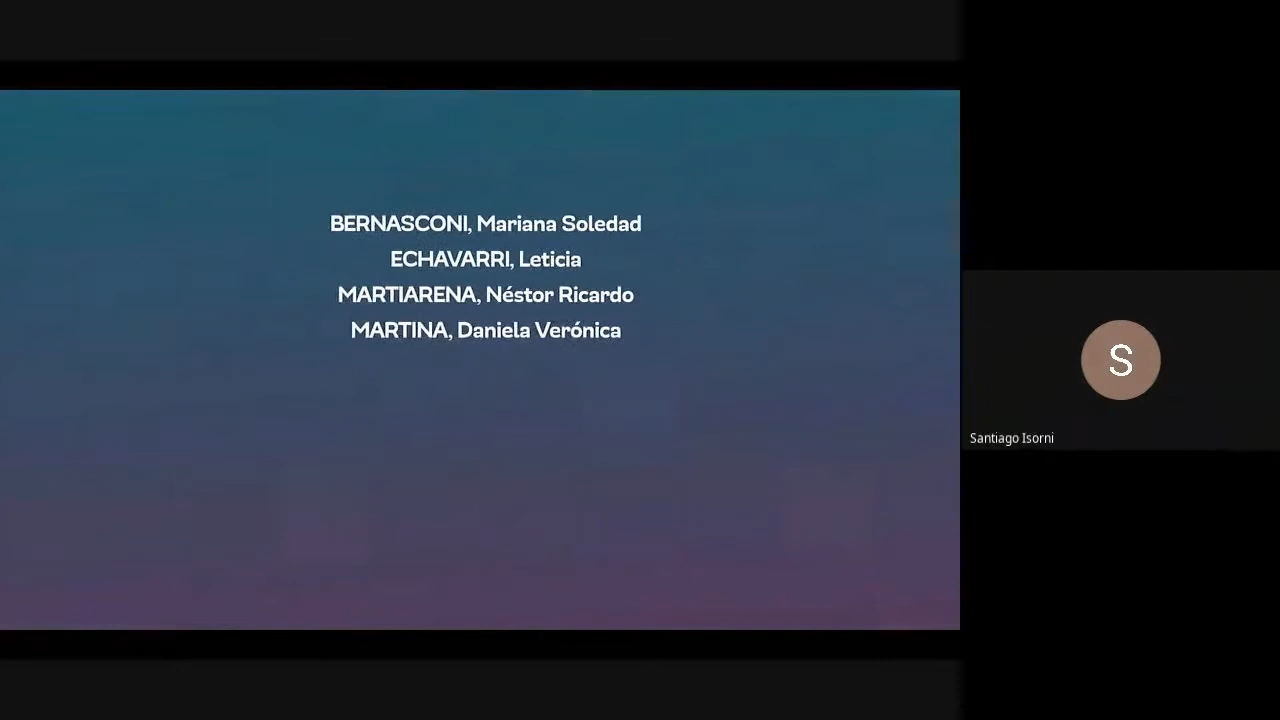 BERNASCONI, Mariana Soledad
ECHAVARRI, Leticia
MARTIARENA, Néstor Ricardo
MARTINA, Daniela Verónica
S
Santiago Isorni